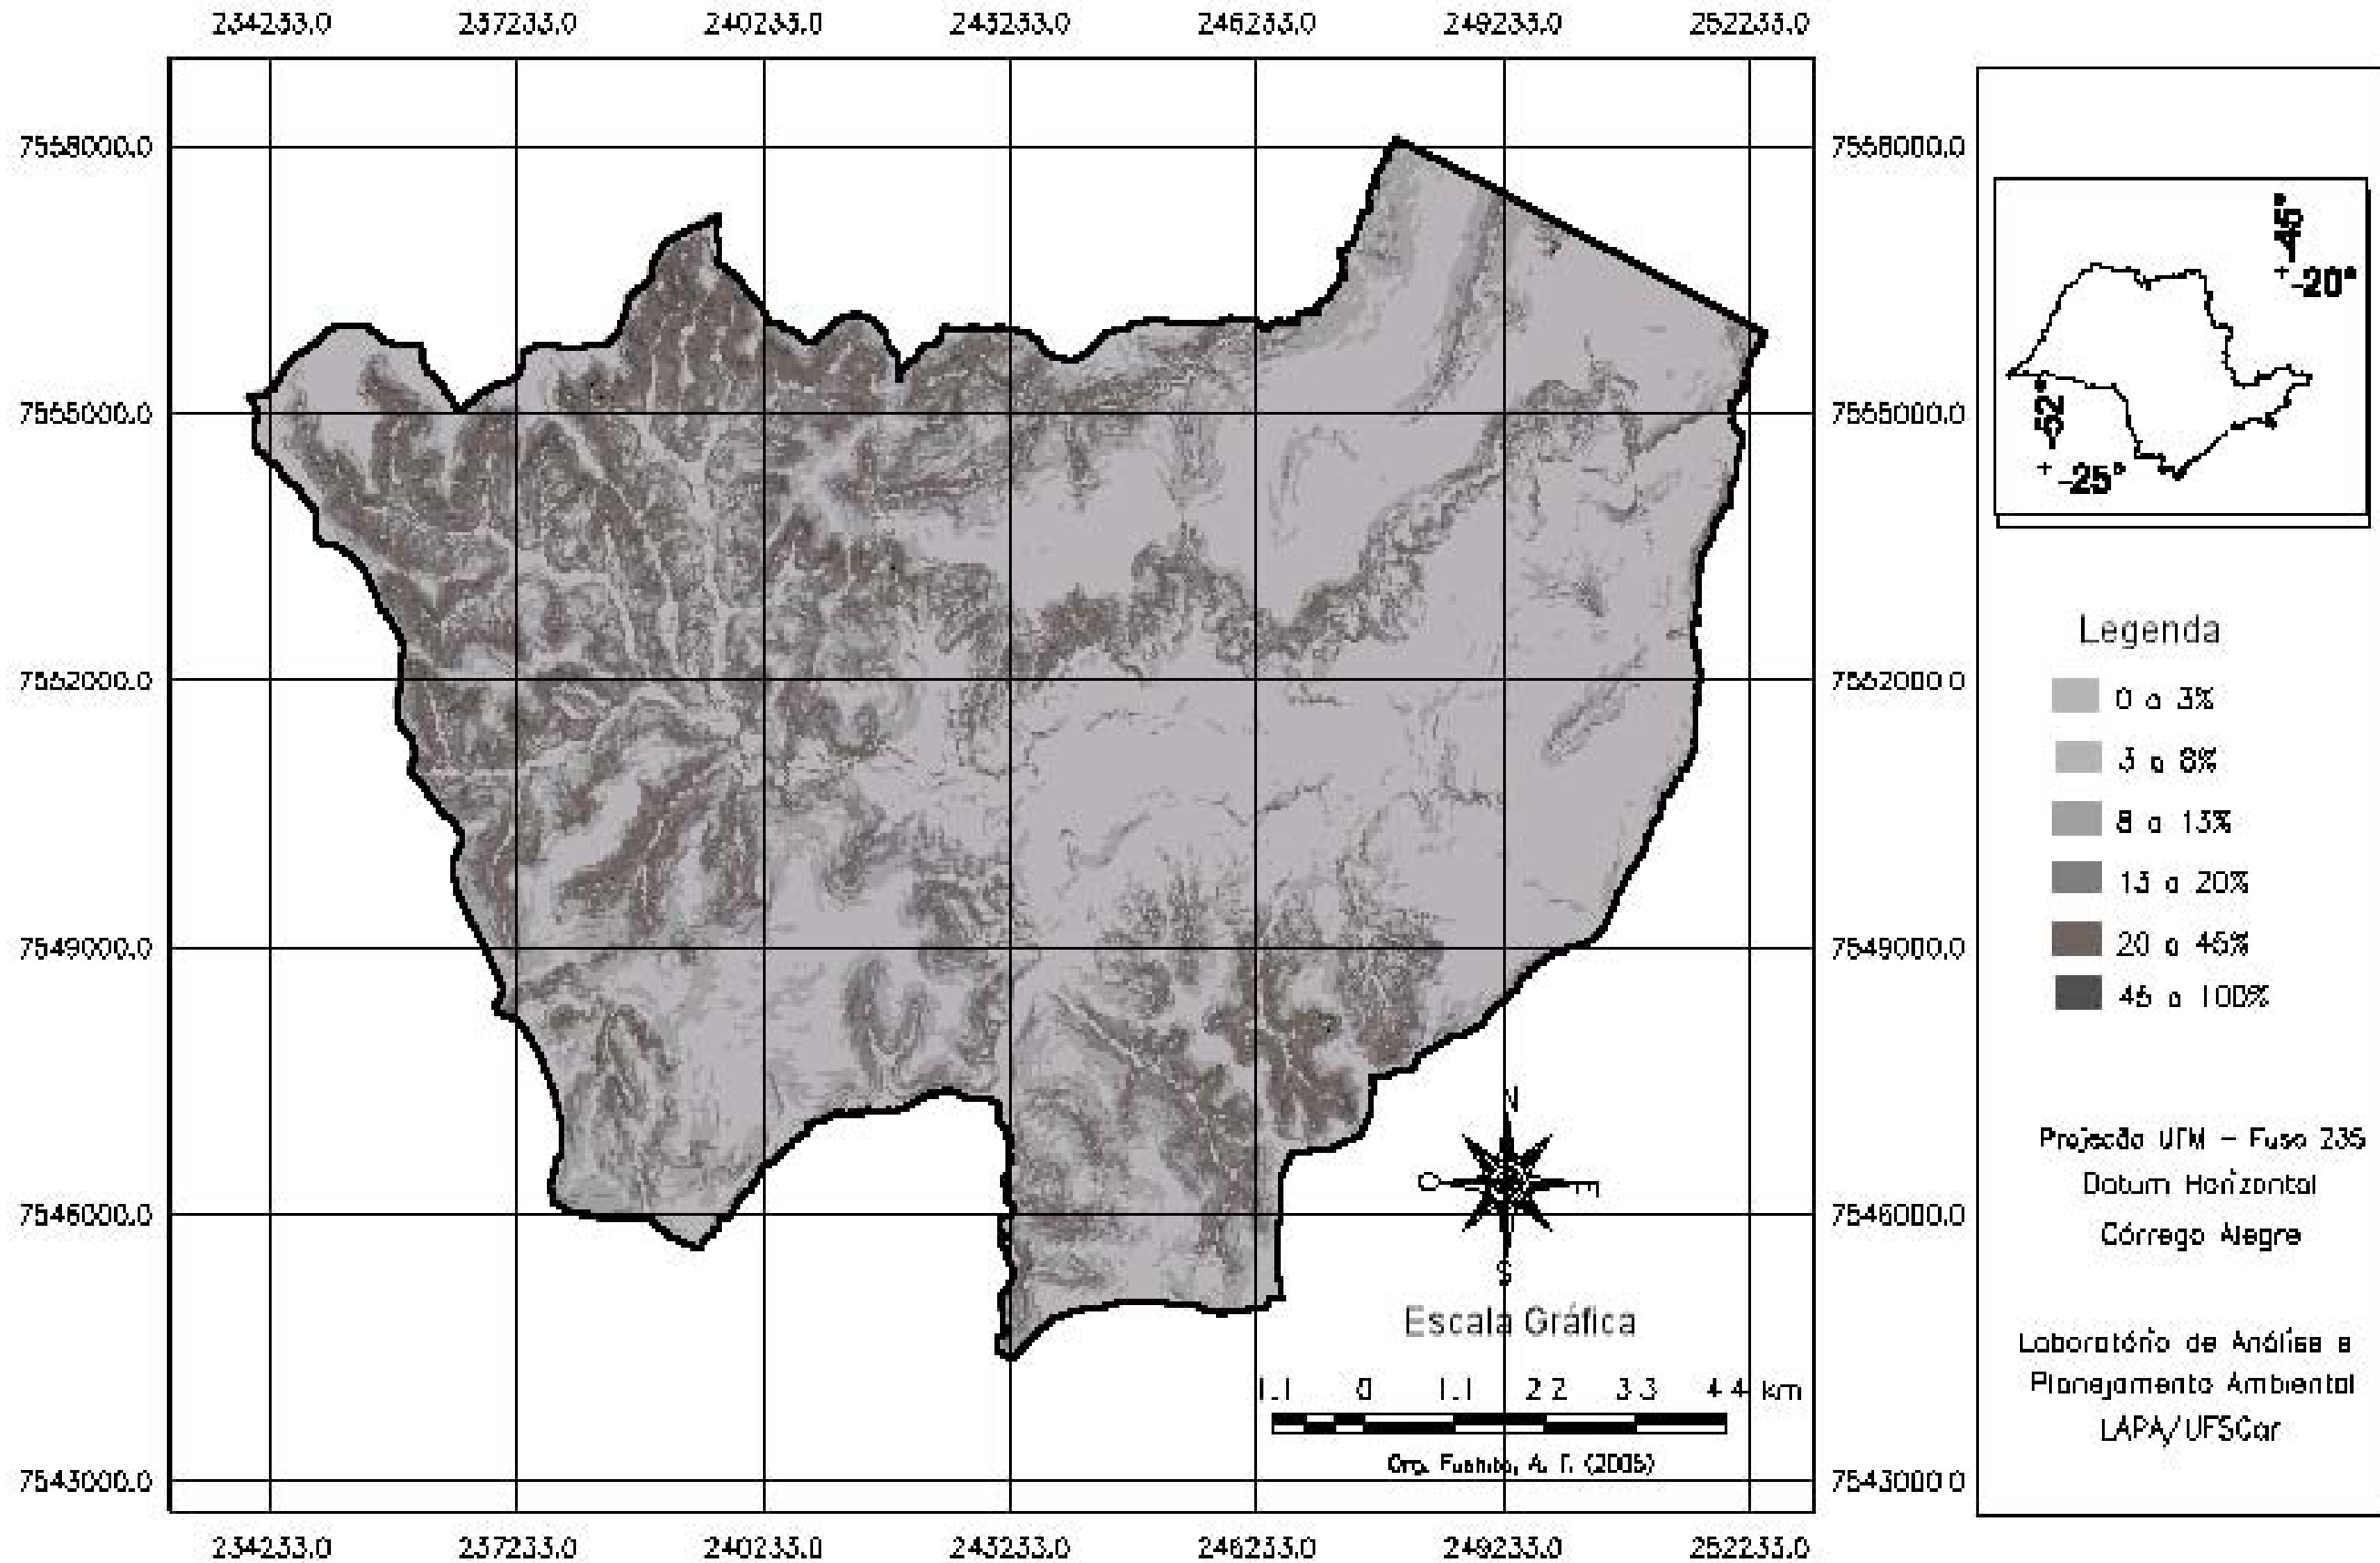 234233.0 237233.0 240233.0 243233.0 246233.0 249233.0 252233.0
7558000.0 7558000.0
7555000.0 7555000.0
7552000.0 7552000.0
7549000.0 7549000.0
7546000.0 7546000.0
7543000.0 7543000.0
234233.0 237233.0 240233.0 243233.0 246233.0 249233.0 252233.0
N
O E
S
Escala Gráfica
1.1 0 1.1 2.2 3.3 4.4 km
Org. A. T. (2006)
-45°
-20°
-52°
-25°
Legenda
0 a 3%
3 a 8%
8 a 13%
13 a 20%
20 a 45%
45 a 100%
Projecão UTM - Fuso 23S
Datum Horizontal
Córrego Alegre
Laboratório de Análise e
Planejamento Ambiental
LAPA/UFSCar